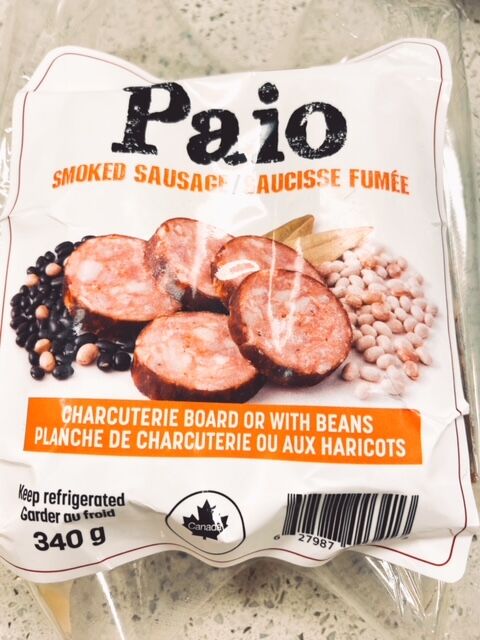 Paio
SMOKED SAUSAGE / SAUCISSE FUMÉE
CHARCUTERIE BOARD OR WITH BEANS
PLANCHE DE CHARCUTERIE OU AUX HARICOTS
Keep refrigerated
Garder au froid
340 g
Canada
6 27987